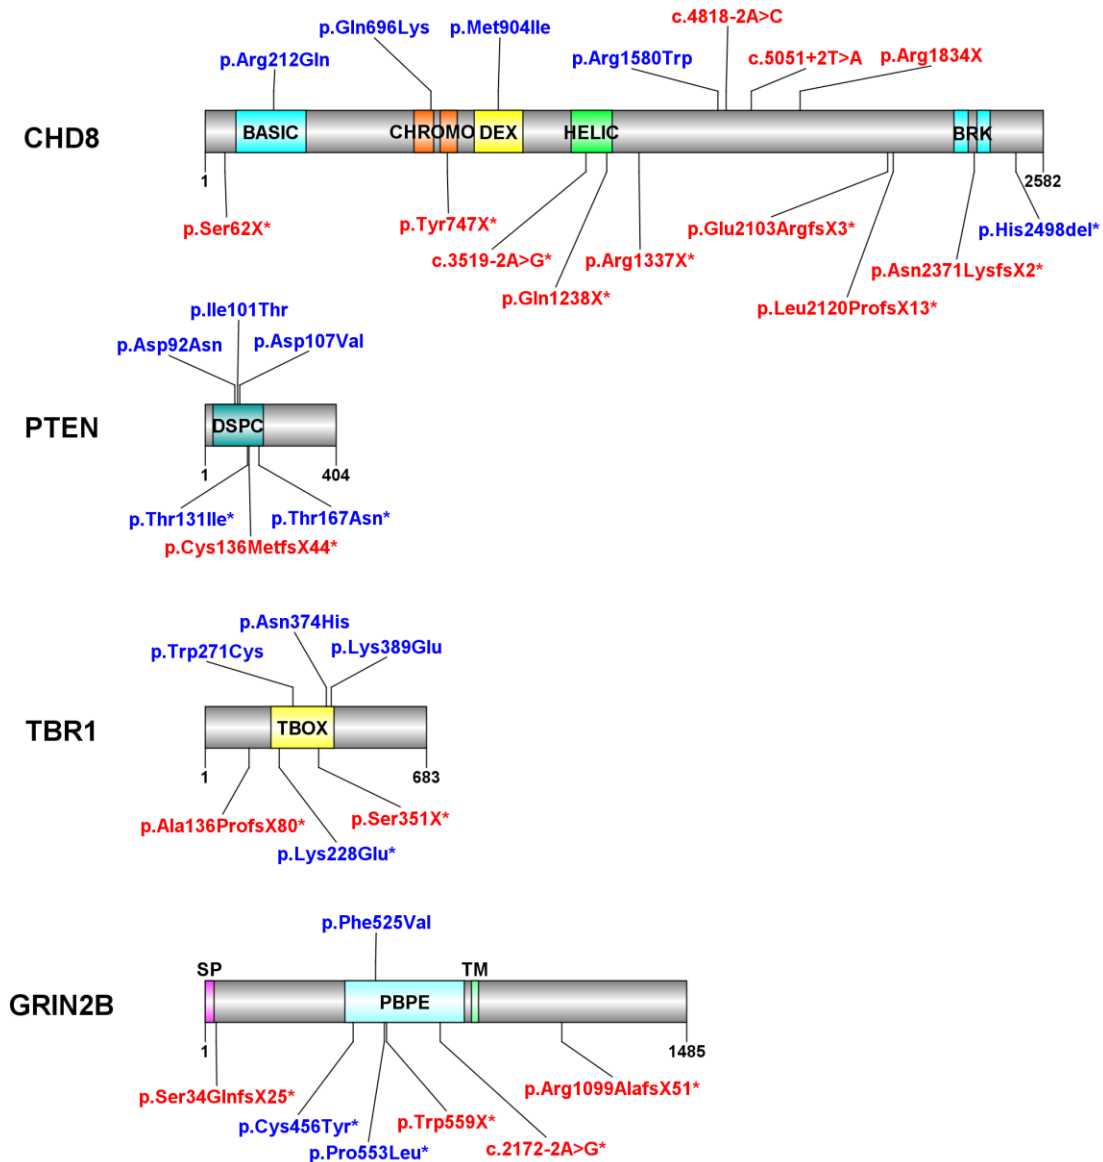 c.4818-2A>C
p.Gln696Lys
p.Met904Ile
p.Arg212Gln
p.Arg1580Trp
c.5051+2T>A
p.Arg1834X
CHD8
BASIC
CHROMO
DEX
HELIC
BRK
1
2582
p.Ser62X*
p.Tyr747X*
p.Glu2103ArgfsX3*
p.His2498del*
c.3519-2A>G*
p.Arg1337X*
p.Asn2371LysfsX2*
p.Gln1238X*
p.Leu2120ProfsX13*
p.Ile101Thr
p.Asp92Asn
p.Asp107Val
PTEN
DSPC
1
404
p.Thr131Ile*
p.Thr167Asn*
p.Cys136MetfsX44*
p.Asn374His
p.Trp271Cys
p.Lys389Glu
TBR1
TBOX
1
683
p.Ala136ProfsX80*
p.Ser351X*
p.Lys228Glu*
p.Phe525Val
SP
TM
GRIN2B
PBPE
1
1485
p.Ser34GlnfsX25*
p.Arg1099AlafsX51*
p.Cys456Tyr*
p.Trp559X*
p.Pro553Leu*
c.2172-2A>G*